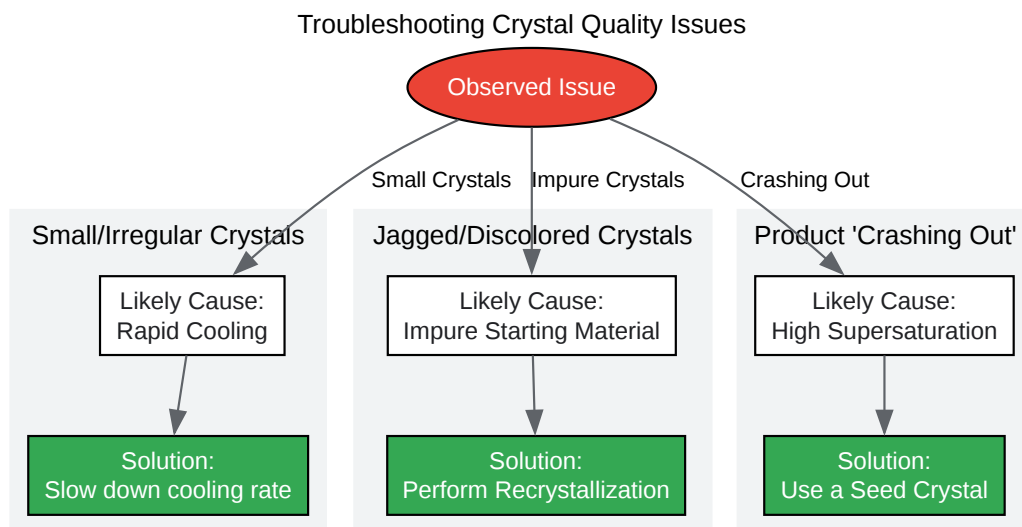 Troubleshooting Crystal Quality Issues
Observed Issue
Small Crystals
Impure Crystals
Crashing Out
Small/Irregular Crystals
Jagged/Discolored Crystals
Product 'Crashing Out'
Likely Cause:
Rapid Cooling
Likely Cause:
Impure Starting Material
Likely Cause:
High Supersaturation
Solution:
Slow down cooling rate
Solution:
Perform Recrystallization
Solution:
Use a Seed Crystal